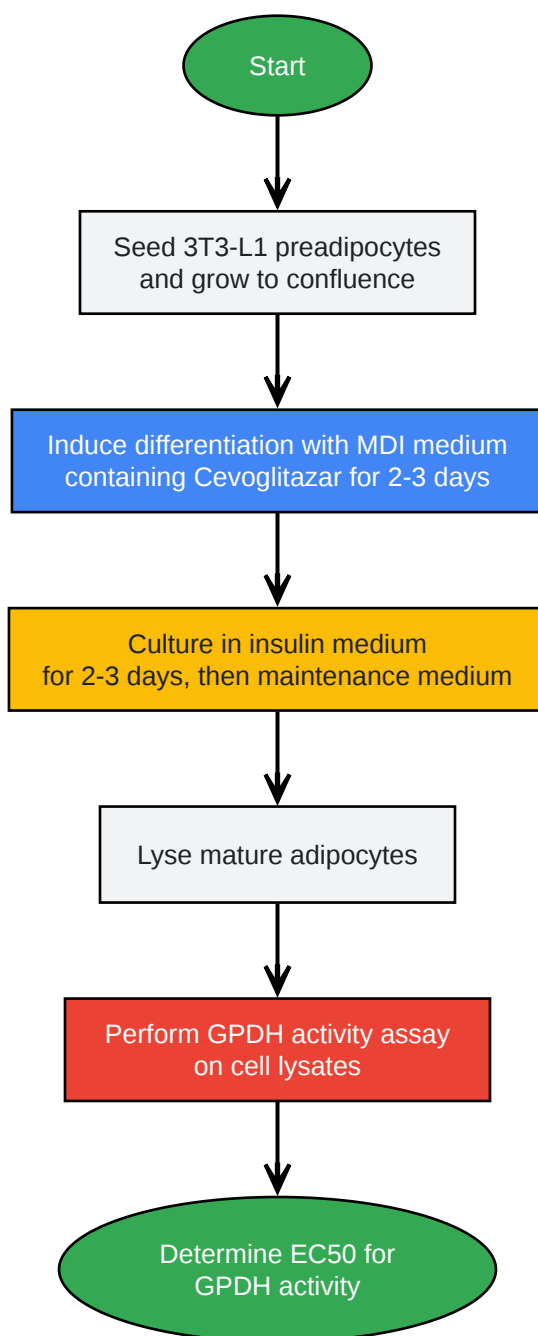 Start
Seed 3T3-L1 preadipocytes
and grow to confluence
Induce differentiation with MDI medium
containing Cevoglitazar for 2-3 days
Culture in insulin medium
for 2-3 days, then maintenance medium
Lyse mature adipocytes
Perform GPDH activity assay
on cell lysates
Determine EC50 for
GPDH activity